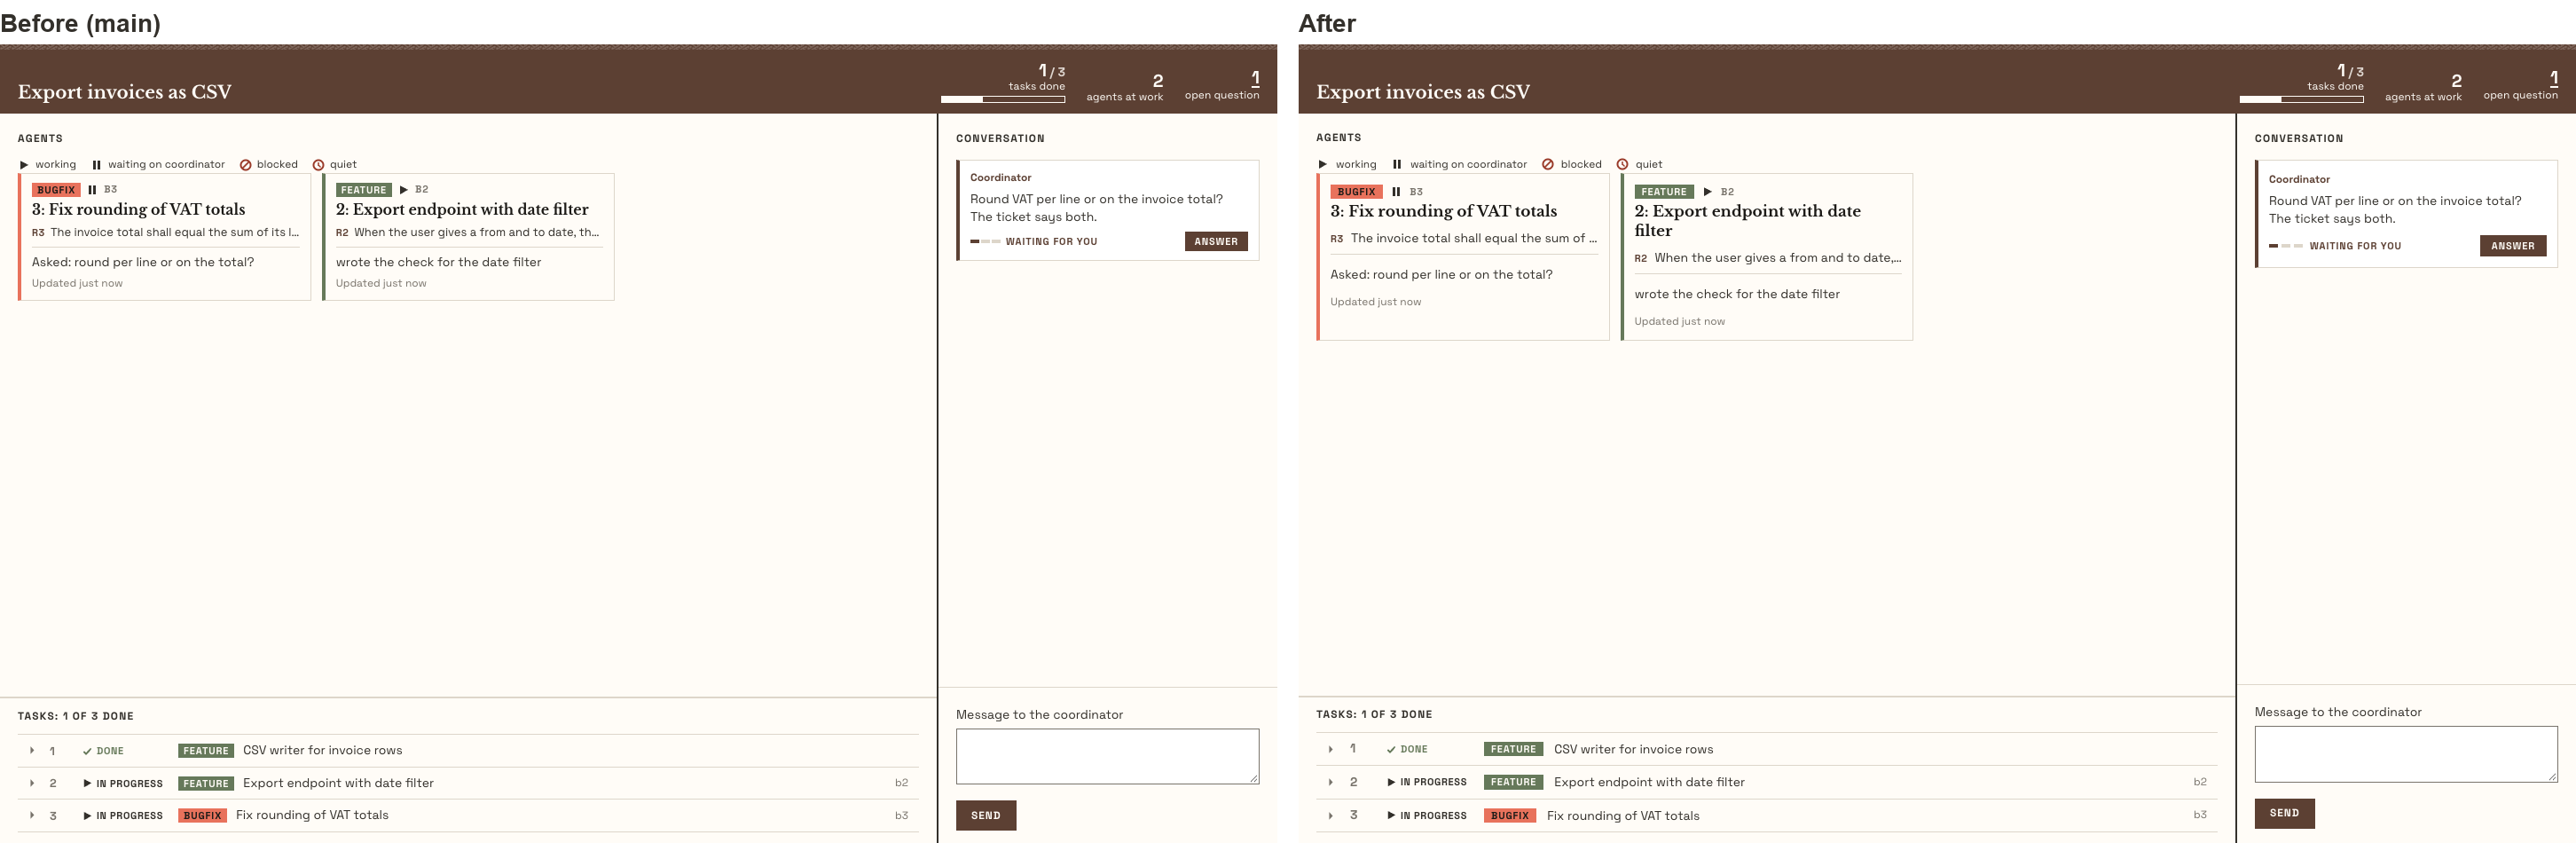 Before (main)
Export invoices as CSV
1 / 3
tasks done
2
agents at work
1
open question
AGENTS
working
waiting on coordinator
blocked
quiet
BUGFIX B3
3: Fix rounding of VAT totals
R3 The invoice total shall equal the sum of its l...
Asked: round per line or on the total?
Updated just now
FEATURE B2
2: Export endpoint with date filter
R2 When the user gives a from and to date, th...
wrote the check for the date filter
Updated just now
CONVERSATION
Coordinator
Round VAT per line or on the invoice total?
The ticket says both.
WAITING FOR YOU
ANSWER
TASKS: 1 OF 3 DONE
1 DONE FEATURE CSV writer for invoice rows
2 IN PROGRESS FEATURE Export endpoint with date filter b2
3 IN PROGRESS BUGFIX Fix rounding of VAT totals b3
Message to the coordinator
SEND
After
Export invoices as CSV
1 / 3
tasks done
2
agents at work
1
open question
AGENTS
working
waiting on coordinator
blocked
quiet
BUGFIX B3
3: Fix rounding of VAT totals
R3 The invoice total shall equal the sum of ...
Asked: round per line or on the total?
Updated just now
FEATURE B2
2: Export endpoint with date
filter
R2 When the user gives a from and to date,...
wrote the check for the date filter
Updated just now
CONVERSATION
Coordinator
Round VAT per line or on the invoice total?
The ticket says both.
WAITING FOR YOU
ANSWER
TASKS: 1 OF 3 DONE
1 DONE FEATURE CSV writer for invoice rows
2 IN PROGRESS FEATURE Export endpoint with date filter b2
3 IN PROGRESS BUGFIX Fix rounding of VAT totals b3
Message to the coordinator
SEND